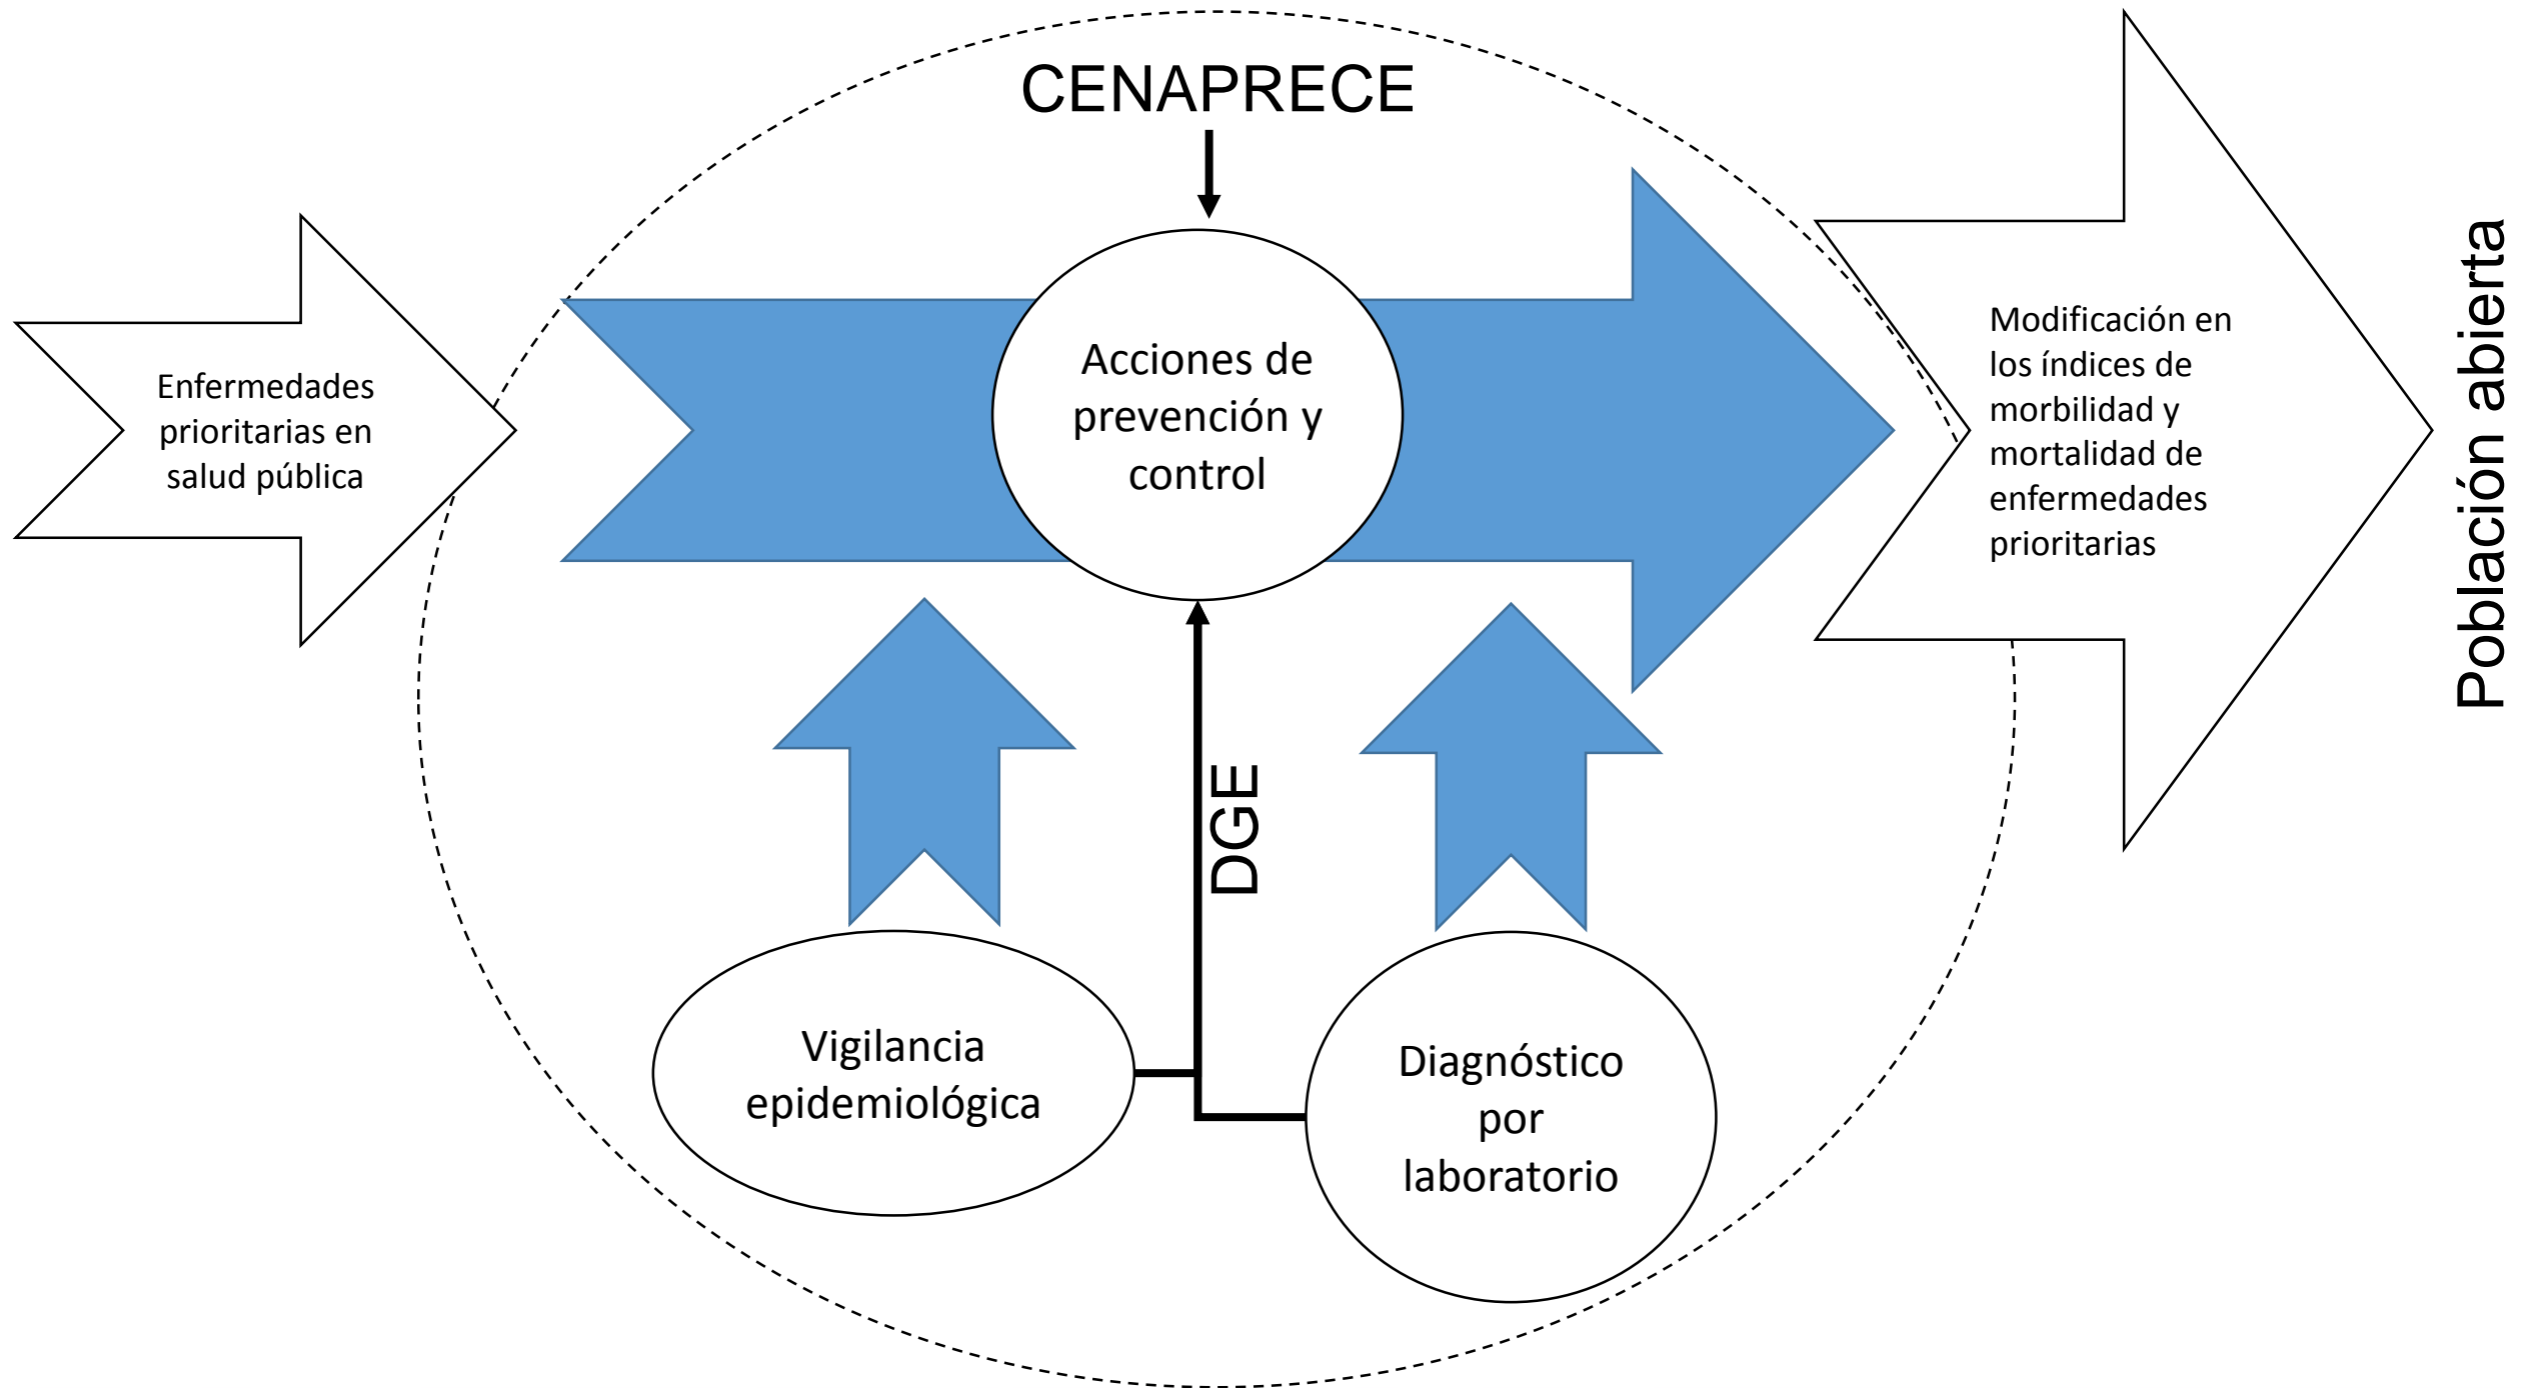 CENAPRECE
Enfermedades
prioritarias en
salud pública
Acciones de
prevención y
control
Modificación en
los índices de
morbilidad y
mortalidad de
enfermedades
prioritarias
Población abierta
DGE
Vigilancia
epidemiológica
Diagnóstico
por
laboratorio